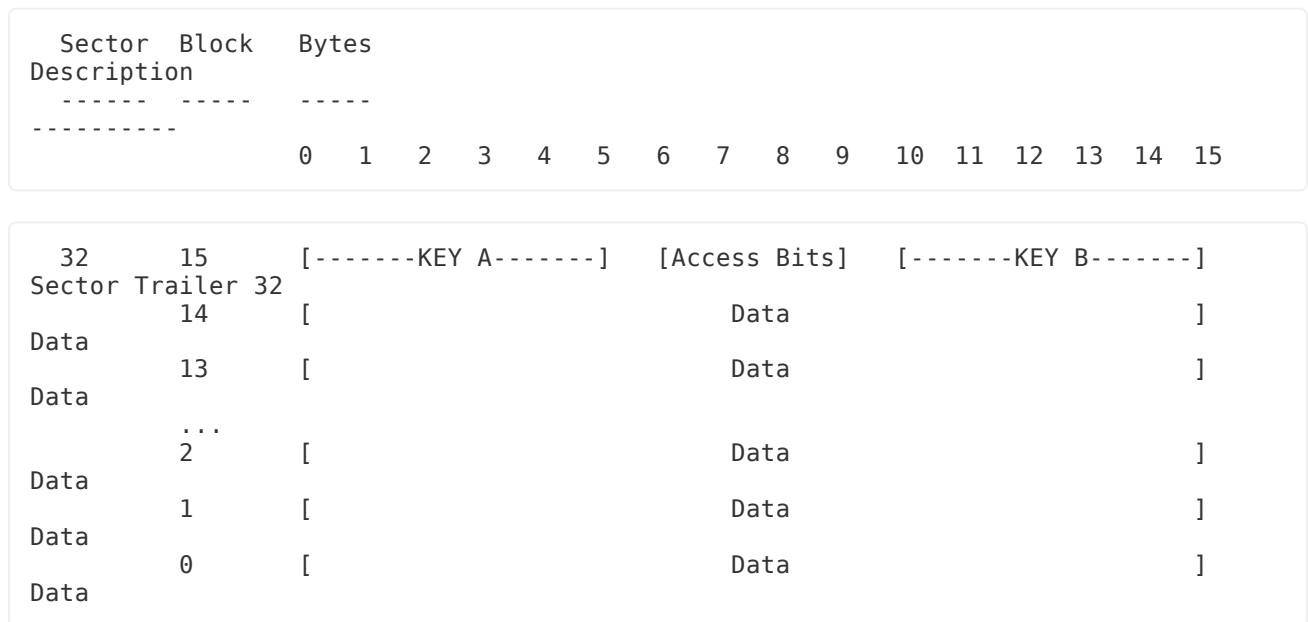 Sector  Block   Bytes
Description
  ------  -----   -----
----------
                  0   1   2   3   4   5   6   7   8   9   10  11  12  13  14  15
  32      15      [-------KEY A-------]   [Access Bits]   [-------KEY B-------]
Sector Trailer 32
          14      [                            Data                           ]
Data
          13      [                            Data                           ]
Data
          ...
          2       [                            Data                           ]
Data
          1       [                            Data                           ]
Data
          0       [                            Data                           ]
Data